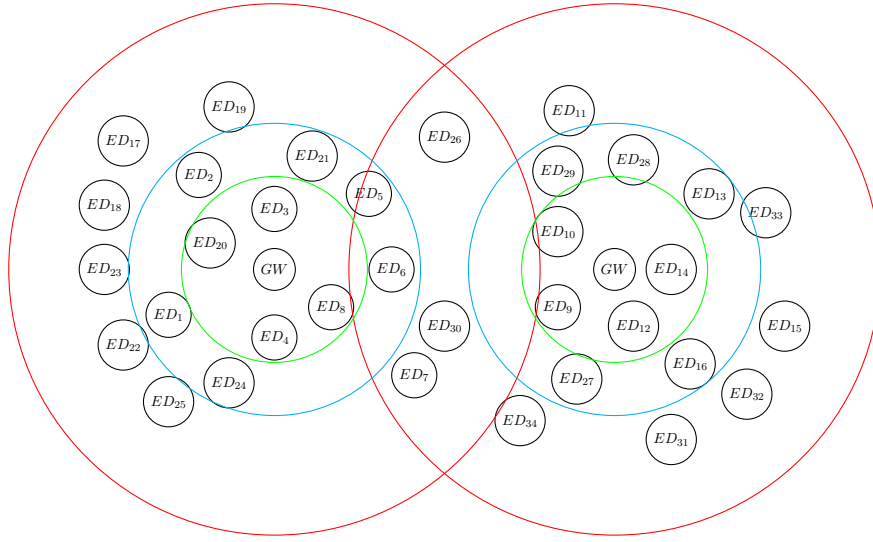 ED₁₉
ED₁₁
ED₁₇
ED₂₆
ED₂₁
ED₂₈
ED₂₉
ED₂
ED₅
ED₁₃
ED₁₈
ED₃
ED₃₃
ED₁₀
ED₂₀
ED₂₃
GW
ED₆
GW
ED₁₄
ED₈
ED₉
ED₁
ED₃₀
ED₁₂
ED₁₅
ED₄
ED₂₂
ED₁₆
ED₇
ED₂₇
ED₂₄
ED₃₂
ED₂₅
ED₃₄
ED₃₁